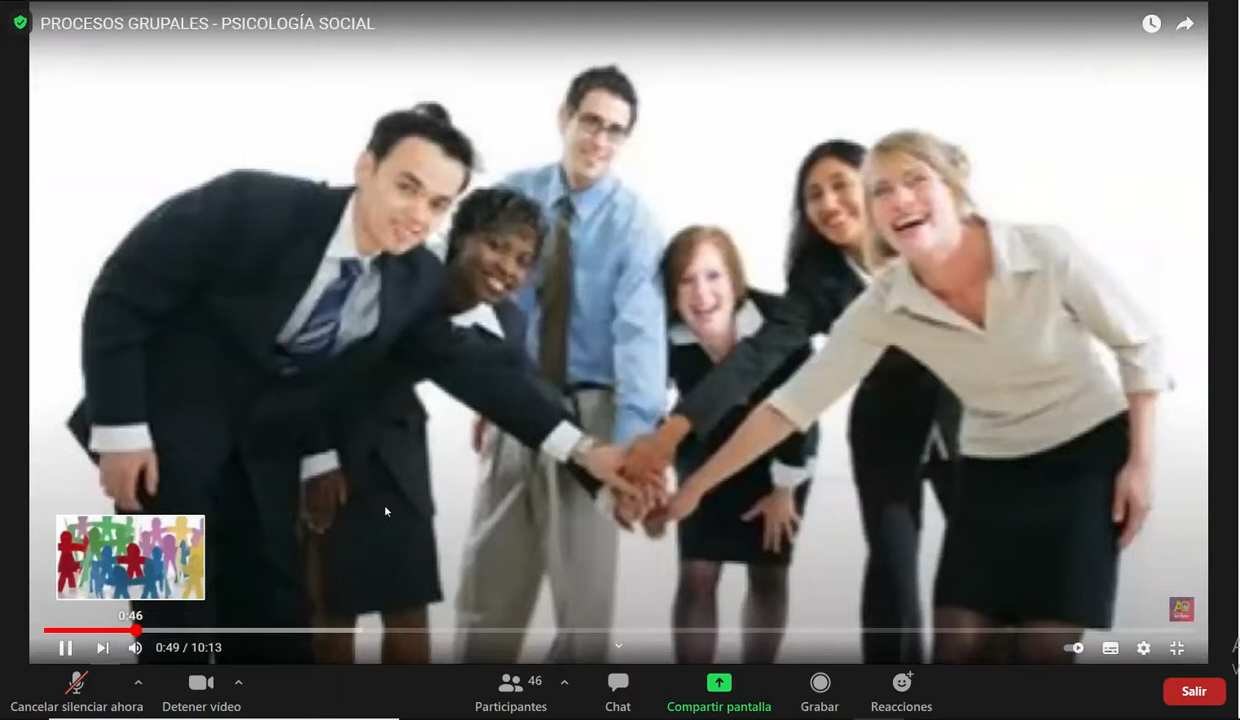 PROCESOS GRUPALES - PSICOLOGÍA SOCIAL
0:46
0:49 / 10:13
46
Cancelar silenciar ahora
Detener vídeo
Participantes
Chat
Compartir pantalla
Grabar
Reacciones
Salir